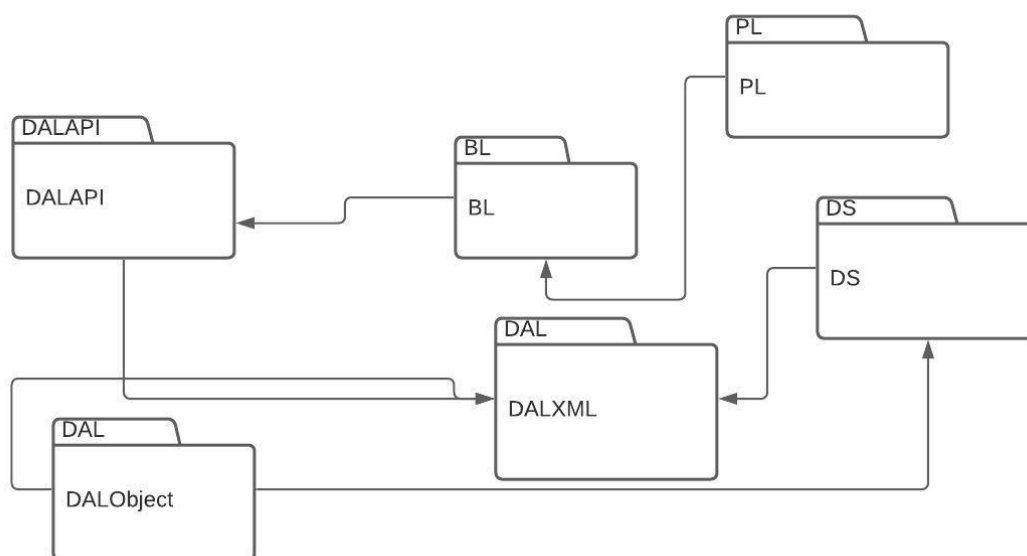 PL
PL
DALAPI
DALAPI
BL
BL
DS
DS
DAL
DALXML
DAL
DALObject